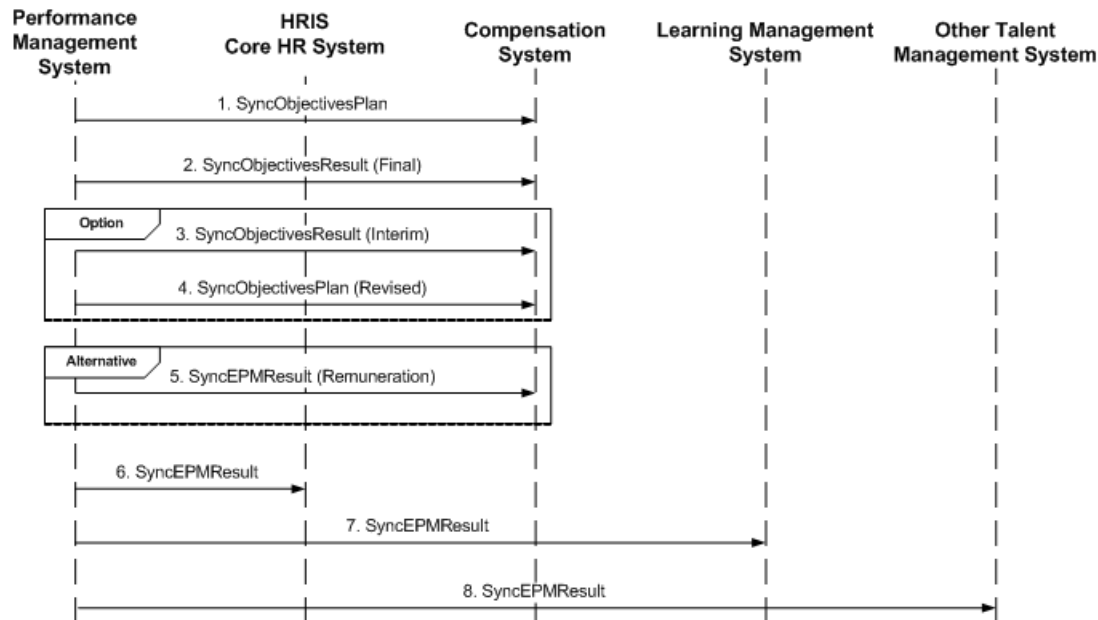 Performance
Management
System
HRIS
Core HR System
Compensation
System
Learning Management
System
Other Talent
Management System
1. SyncObjectivesPlan
2. SyncObjectivesResult (Final)
Option
3. SyncObjectivesResult (Interim)
4. SyncObjectivesPlan (Revised)
Alternative
5. SyncEPMResult (Remuneration)
6. SyncEPMResult
7. SyncEPMResult
8. SyncEPMResult